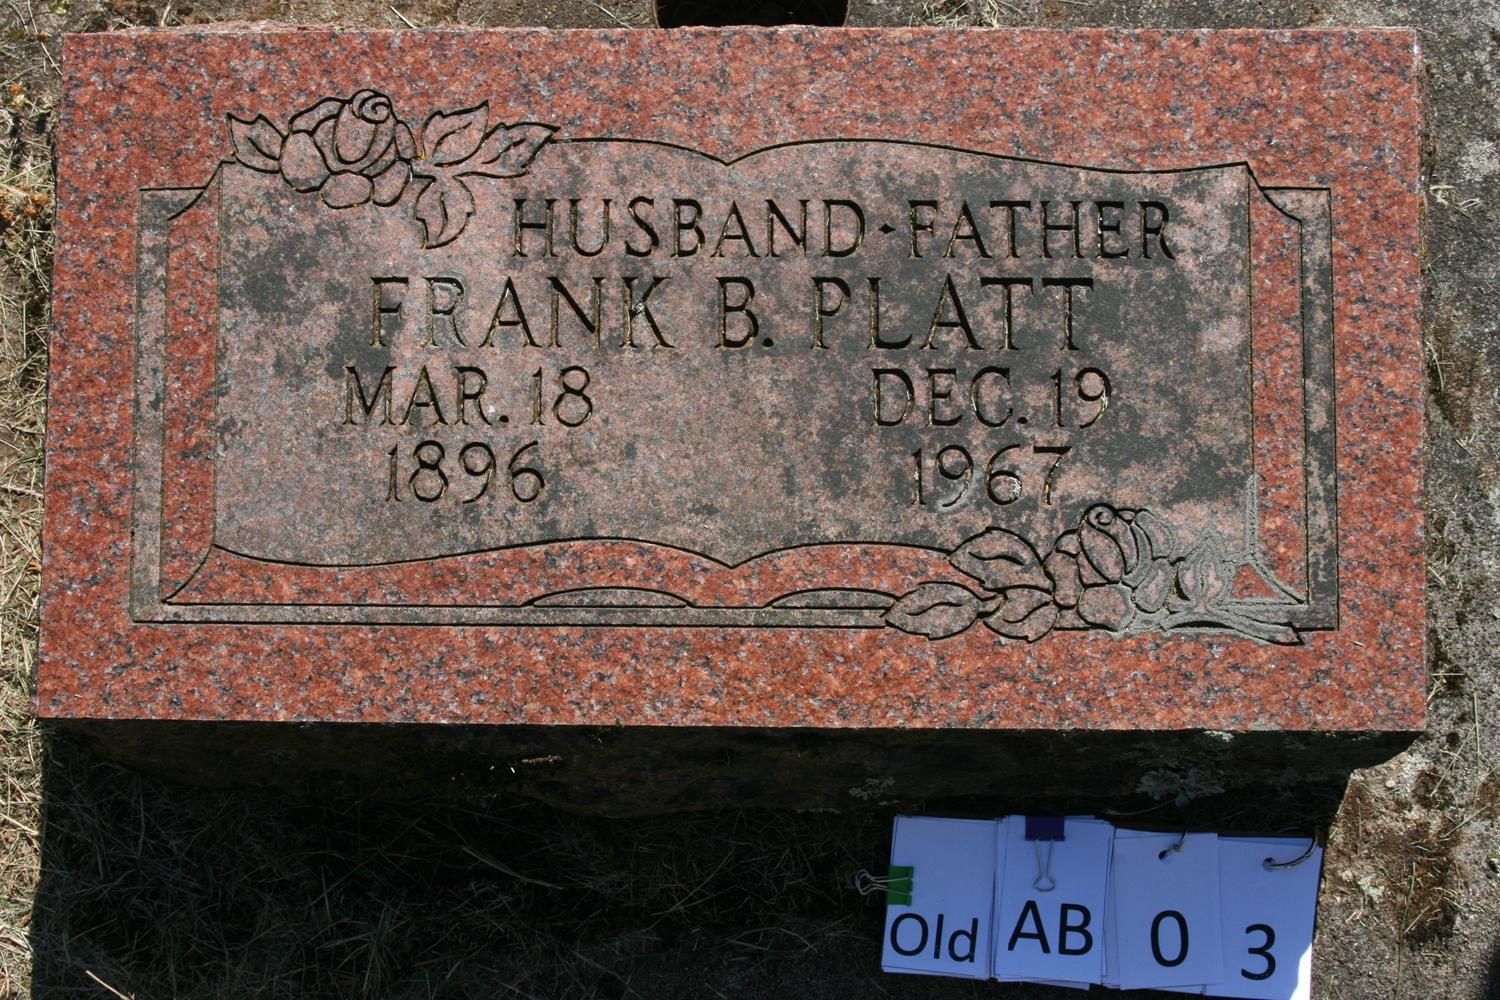 HUSBAND · FATHER
FRANK B. PLATT
MAR. 18 DEC. 19
1896 1967
Old AB 0 3